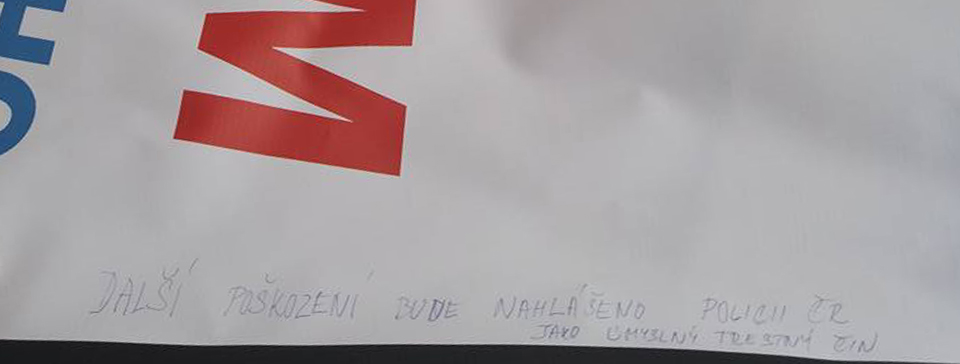 DALŠÍ POŠKOZENÍ BUDE NAHLÁŠENO POLICII ČR
JAKO ÚMYSLNÝ TRESTNÝ ČIN